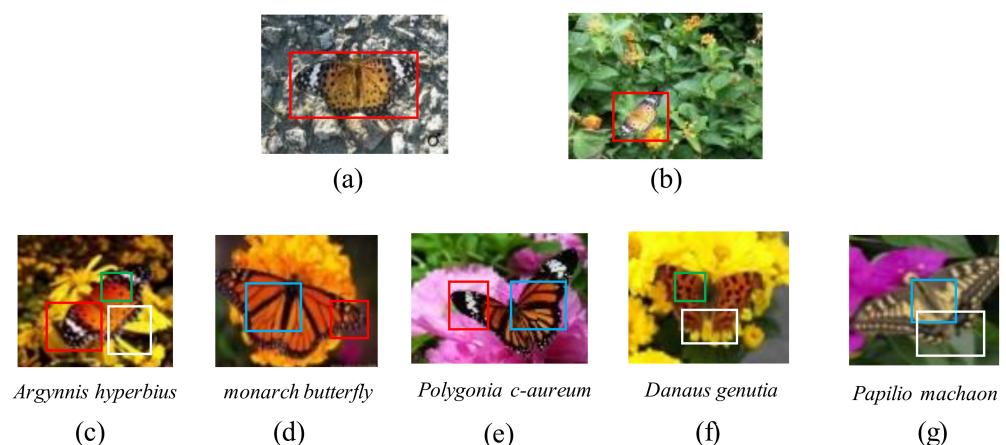 ♂
(a)
(b)
Argynnis hyperbius
monarch butterfly
Polygonia c-aureum
Danaus genutia
Papilio machaon
(c)
(d)
(e)
(f)
(g)